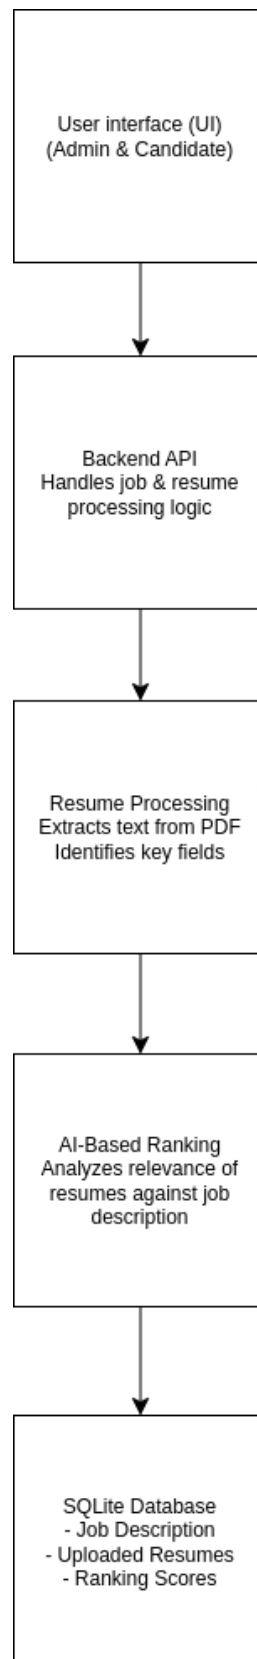 User interface (UI)
(Admin & Candidate)
Backend API
Handles job & resume
processing logic
Resume Processing
Extracts text from PDF
Identifies key fields
AI-Based Ranking
Analyzes relevance of
resumes against job
description
SQLite Database
- Job Description
- Uploaded Resumes
- Ranking Scores